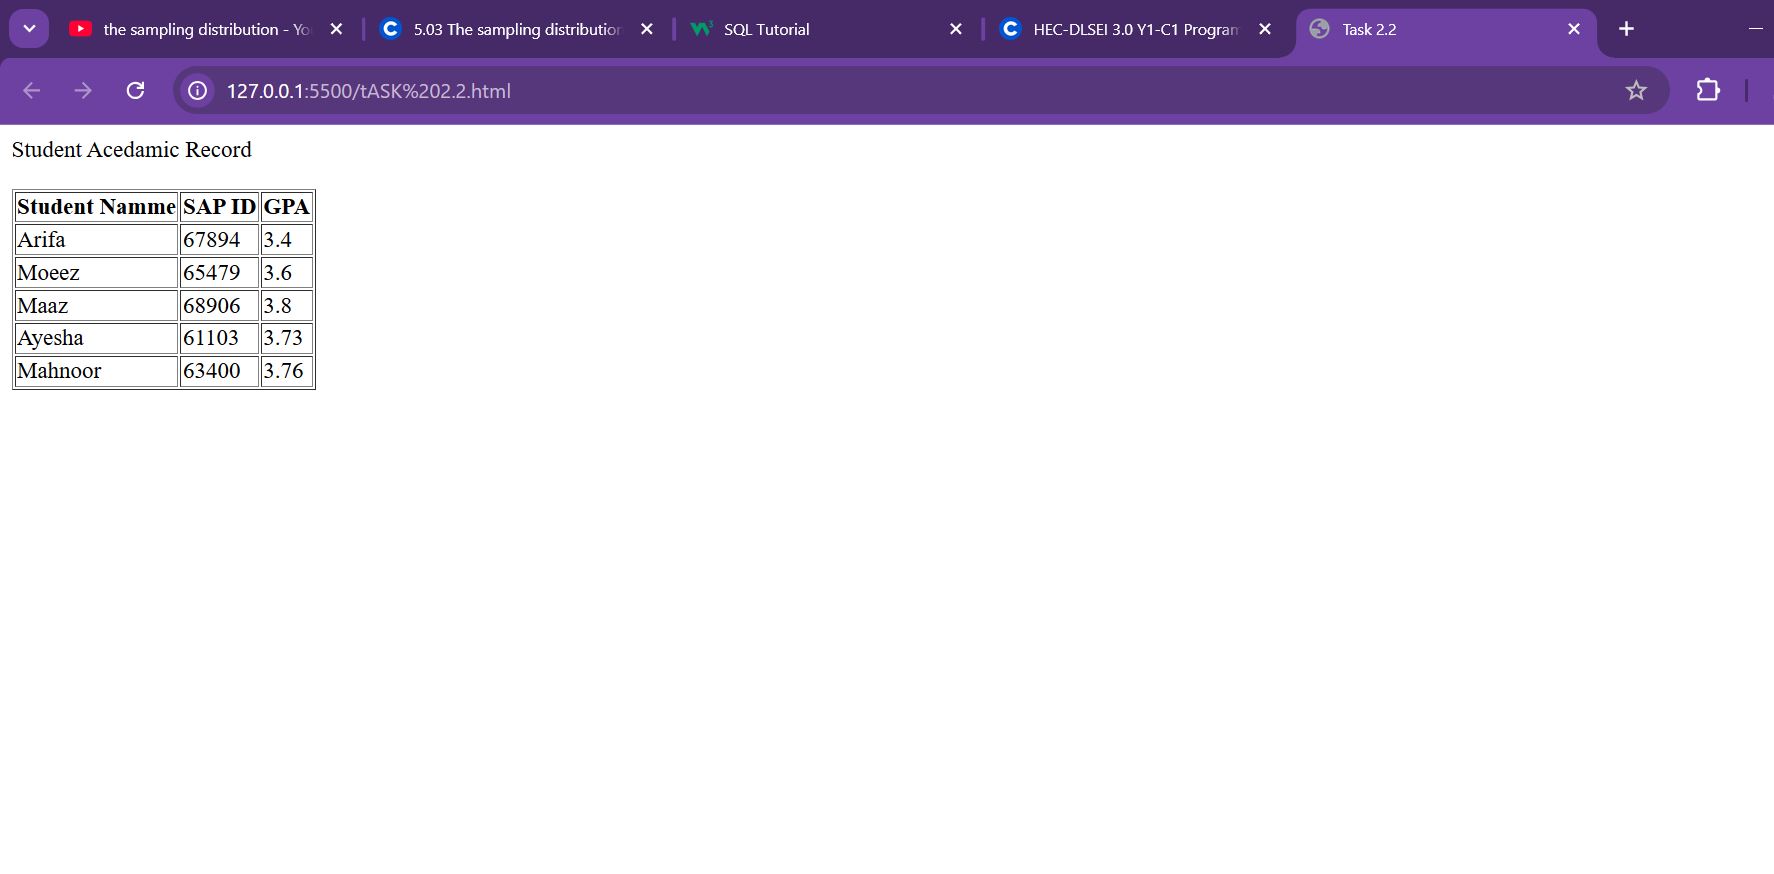 the sampling distribution - Yo
5.03 The sampling distribution
SQL Tutorial
HEC-DLSEI 3.0 Y1-C1 Program
Task 2.2
127.0.0.1:5500/tASK%202.2.html
Student Acedamic Record
Student Namme SAP ID GPA
Arifa 67894 3.4
Moeez 65479 3.6
Maaz 68906 3.8
Ayesha 61103 3.73
Mahnoor 63400 3.76